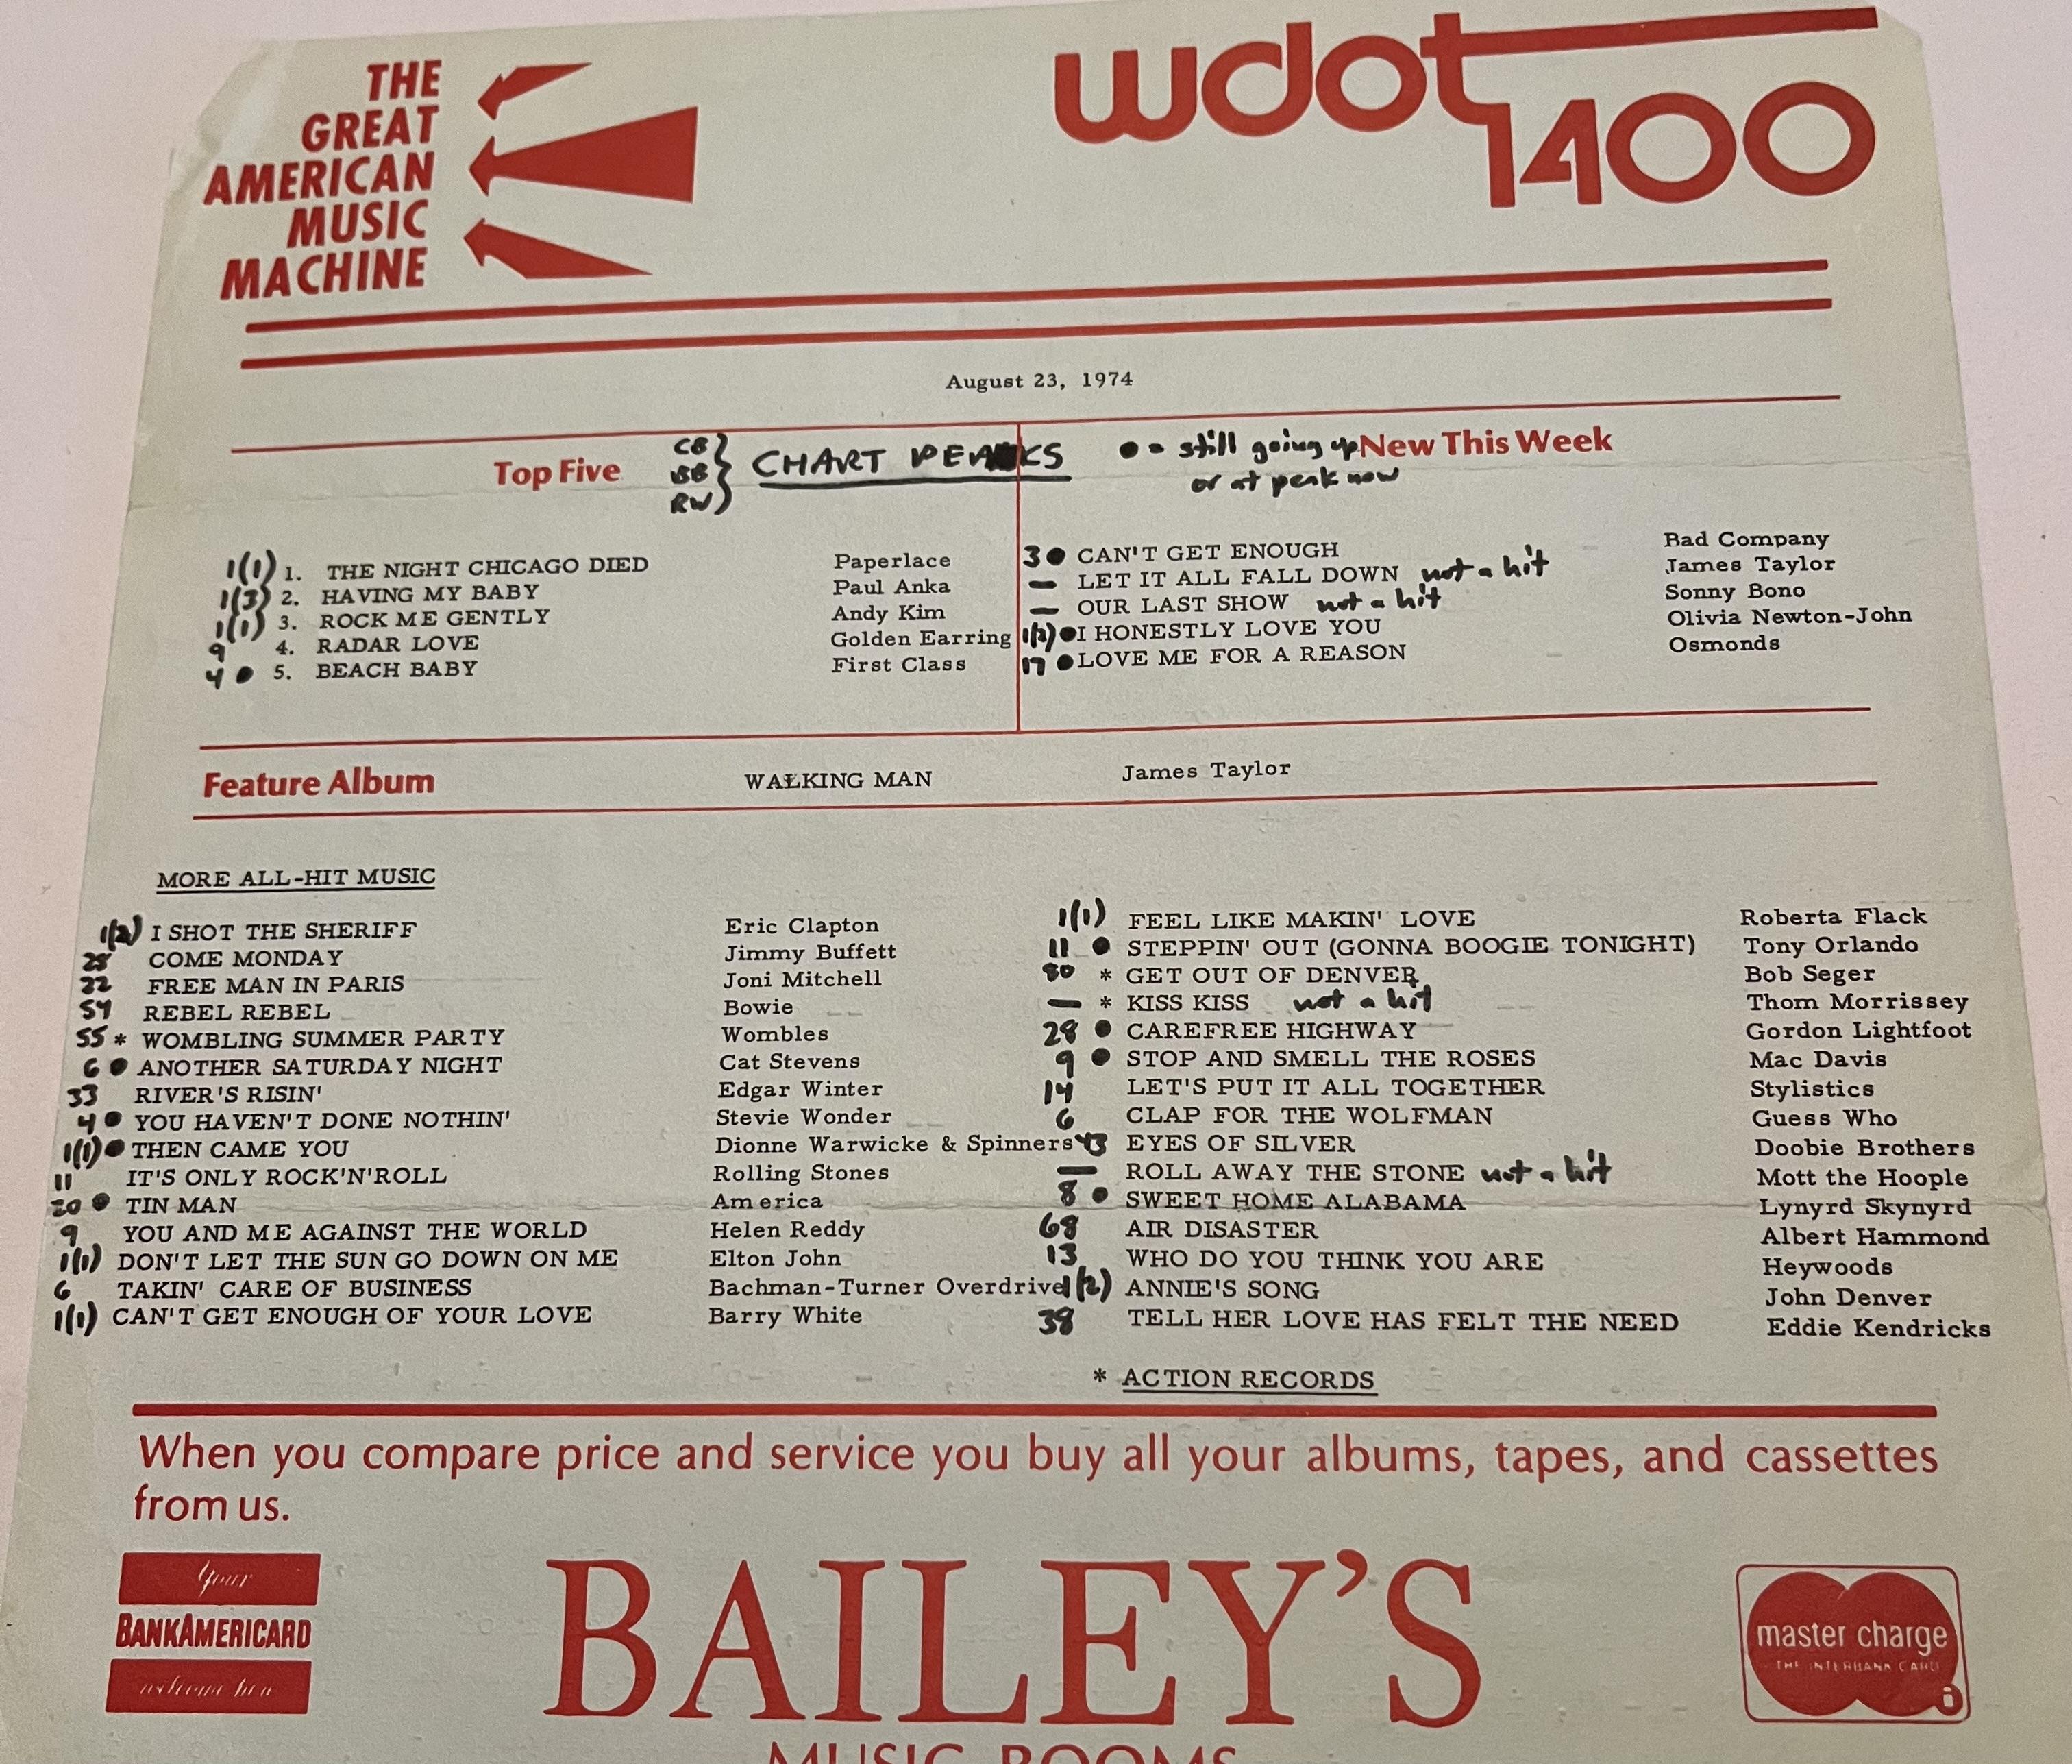 THE
GREAT
AMERICAN
MUSIC
MACHINE
wdot
1400
August 23, 1974
Top Five
CB
BB
RW
CHART PEAKS
● = still going up
or at peak now
New This Week
1(1) 1. THE NIGHT CHICAGO DIED Paperlace
1(3) 2. HAVING MY BABY Paul Anka
1(1) 3. ROCK ME GENTLY Andy Kim
9 4. RADAR LOVE Golden Earring
4 ● 5. BEACH BABY First Class
3 ● CAN'T GET ENOUGH Bad Company
— LET IT ALL FALL DOWN not a hit James Taylor
— OUR LAST SHOW not a hit Sonny Bono
1(2) ● I HONESTLY LOVE YOU Olivia Newton-John
17 ● LOVE ME FOR A REASON Osmonds
Feature Album WALKING MAN James Taylor
MORE ALL-HIT MUSIC
1(2) I SHOT THE SHERIFF Eric Clapton
28 COME MONDAY Jimmy Buffett
22 FREE MAN IN PARIS Joni Mitchell
54 REBEL REBEL Bowie
55 * WOMBLING SUMMER PARTY Wombles
6 ● ANOTHER SATURDAY NIGHT Cat Stevens
33 RIVER'S RISIN' Edgar Winter
4 ● YOU HAVEN'T DONE NOTHIN' Stevie Wonder
1(1) ● THEN CAME YOU Dionne Warwicke & Spinners
11 IT'S ONLY ROCK'N'ROLL Rolling Stones
20 ● TIN MAN America
9 YOU AND ME AGAINST THE WORLD Helen Reddy
1(1) DON'T LET THE SUN GO DOWN ON ME Elton John
6 TAKIN' CARE OF BUSINESS Bachman-Turner Overdrive
1(1) CAN'T GET ENOUGH OF YOUR LOVE Barry White
1(1) FEEL LIKE MAKIN' LOVE Roberta Flack
11 ● STEPPIN' OUT (GONNA BOOGIE TONIGHT) Tony Orlando
80 * GET OUT OF DENVER Bob Seger
— * KISS KISS not a hit Thom Morrissey
28 ● CAREFREE HIGHWAY Gordon Lightfoot
9 ● STOP AND SMELL THE ROSES Mac Davis
14 LET'S PUT IT ALL TOGETHER Stylistics
6 CLAP FOR THE WOLFMAN Guess Who
43 EYES OF SILVER Doobie Brothers
— ROLL AWAY THE STONE not a hit Mott the Hoople
8 ● SWEET HOME ALABAMA Lynyrd Skynyrd
68 AIR DISASTER Albert Hammond
13 WHO DO YOU THINK YOU ARE Heywoods
1(2) ANNIE'S SONG John Denver
38 TELL HER LOVE HAS FELT THE NEED Eddie Kendricks
* ACTION RECORDS
When you compare price and service you buy all your albums, tapes, and cassettes
from us.
Your
BANKAMERICARD
welcome here
BAILEY'S
MUSIC ROOMS
master charge
THE INTERBANK CARD
i